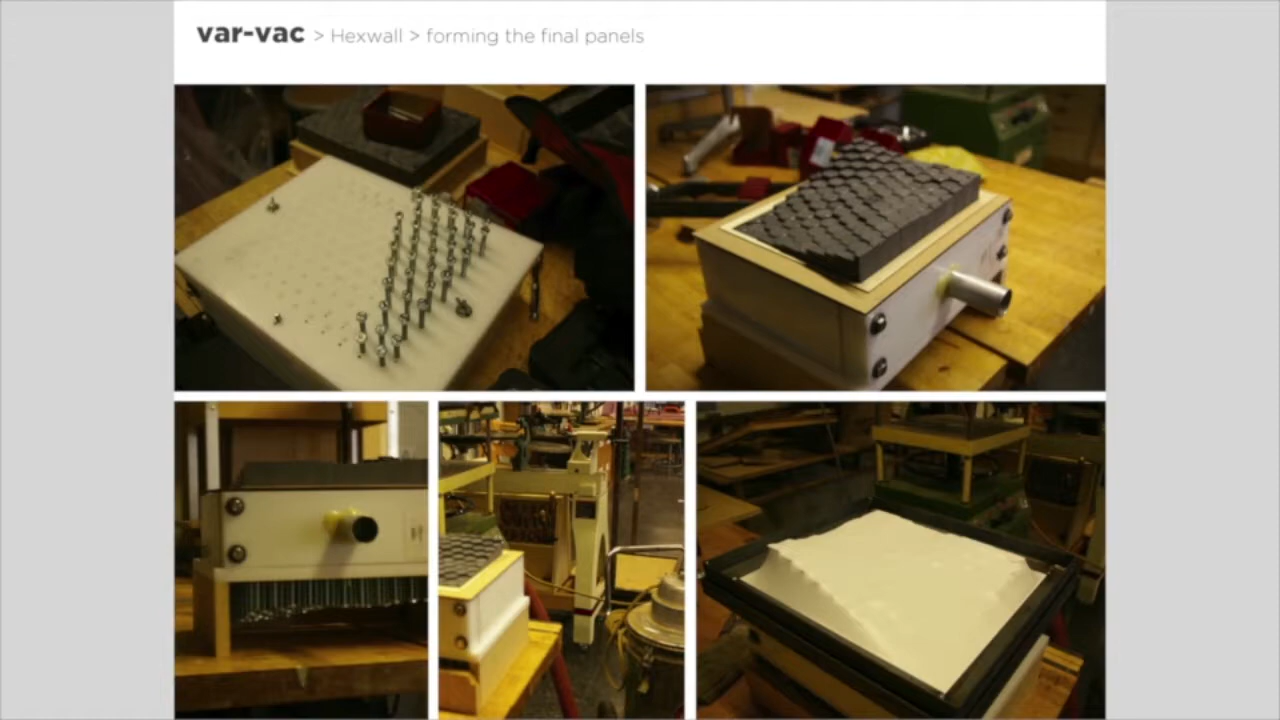 var-vac > Hexwall > forming the final panels